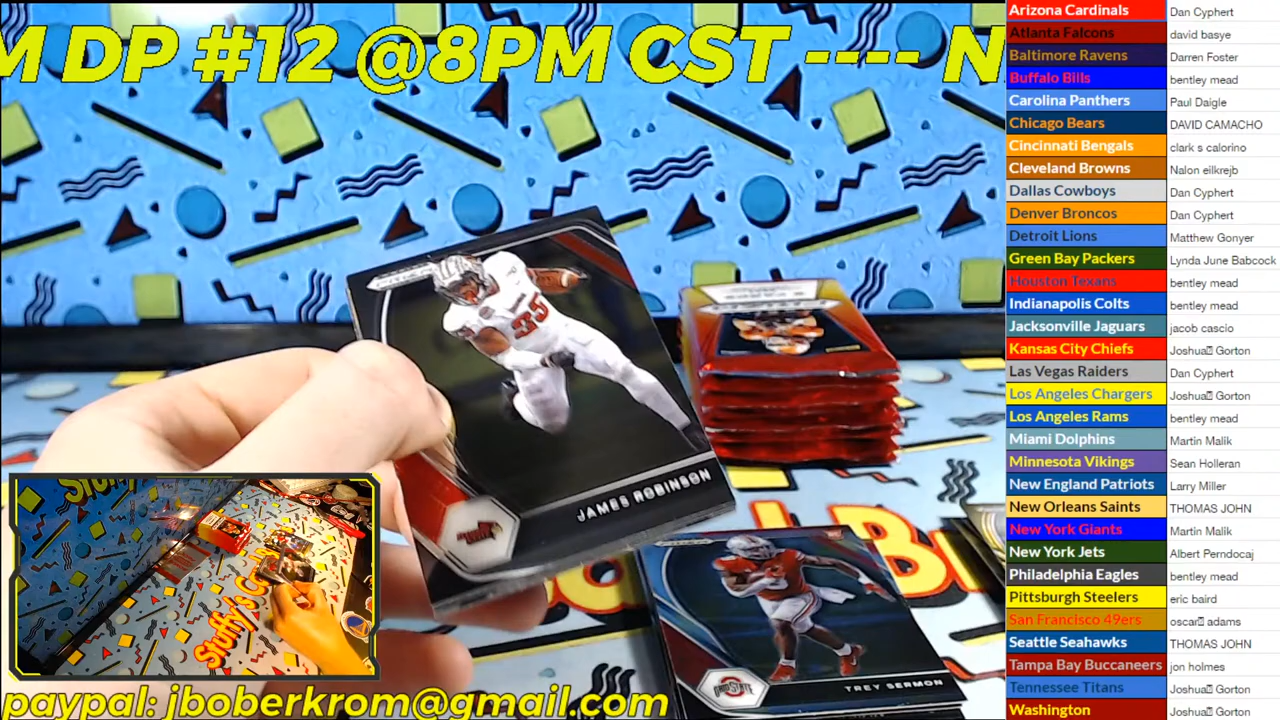 M DP #12 @8PM CST ---- N
Arizona Cardinals Dan Cyphert
Atlanta Falcons david basye
Baltimore Ravens Darren Foster
Buffalo Bills bentley mead
Carolina Panthers Paul Daigle
Chicago Bears DAVID CAMACHO
Cincinnati Bengals clark s calorino
Cleveland Browns Nalon eilkrejb
Dallas Cowboys Dan Cyphert
Denver Broncos Dan Cyphert
Detroit Lions Matthew Gonyer
Green Bay Packers Lynda June Babcock
Houston Texans bentley mead
Indianapolis Colts bentley mead
Jacksonville Jaguars jacob cascio
Kansas City Chiefs Joshua Gorton
Las Vegas Raiders Dan Cyphert
Los Angeles Chargers Joshua Gorton
Los Angeles Rams bentley mead
Miami Dolphins Martin Malik
Minnesota Vikings Sean Holleran
New England Patriots Larry Miller
New Orleans Saints THOMAS JOHN
New York Giants Martin Malik
New York Jets Albert Perndocaj
Philadelphia Eagles bentley mead
Pittsburgh Steelers eric baird
San Francisco 49ers oscar adams
Seattle Seahawks THOMAS JOHN
Tampa Bay Buccaneers jon holmes
Tennessee Titans Joshua Gorton
Washington Joshua Gorton
35
JAMES ROBINSON
OHIO STATE
TREY SERMON
Stuffy's
paypal: jboberkrom@gmail.com